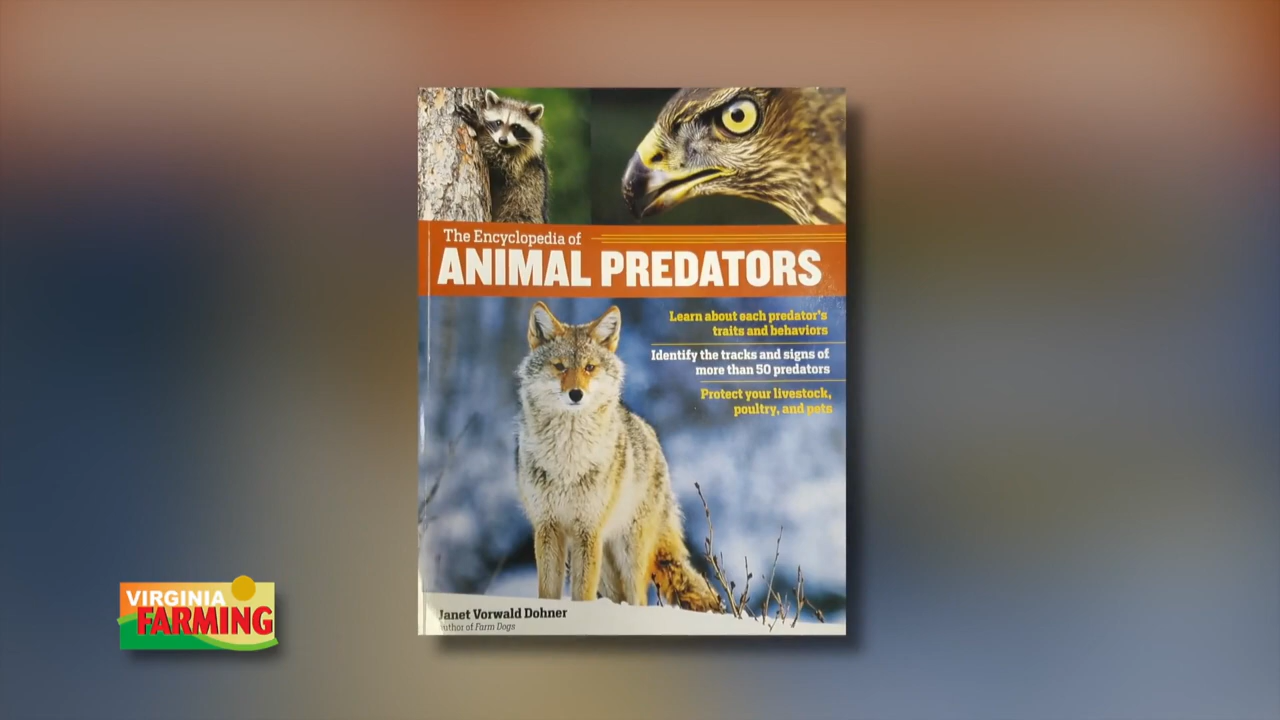 The Encyclopedia of
ANIMAL PREDATORS
Learn about each predator's
traits and behaviors
Identify the tracks and signs of
more than 50 predators
Protect your livestock,
poultry, and pets
Janet Vorwald Dohner
Author of Farm Dogs
VIRGINIA
FARMING